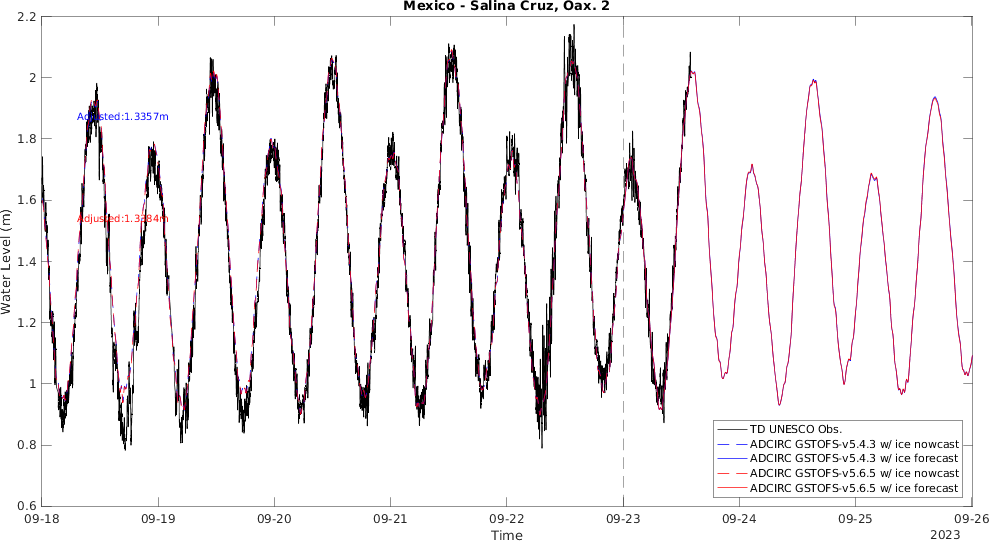 Mexico - Salina Cruz, Oax. 2
Water Level (m)
2.2
2
1.8
1.6
1.4
1.2
1
0.8
0.6
Adjusted:1.3357m
Adjusted:1.3384m
TD UNESCO Obs.
ADCIRC GSTOFS-v5.4.3 w/ ice nowcast
ADCIRC GSTOFS-v5.4.3 w/ ice forecast
ADCIRC GSTOFS-v5.6.5 w/ ice nowcast
ADCIRC GSTOFS-v5.6.5 w/ ice forecast
09-18 09-19 09-20 09-21 09-22 09-23 09-24 09-25 09-26
Time
2023